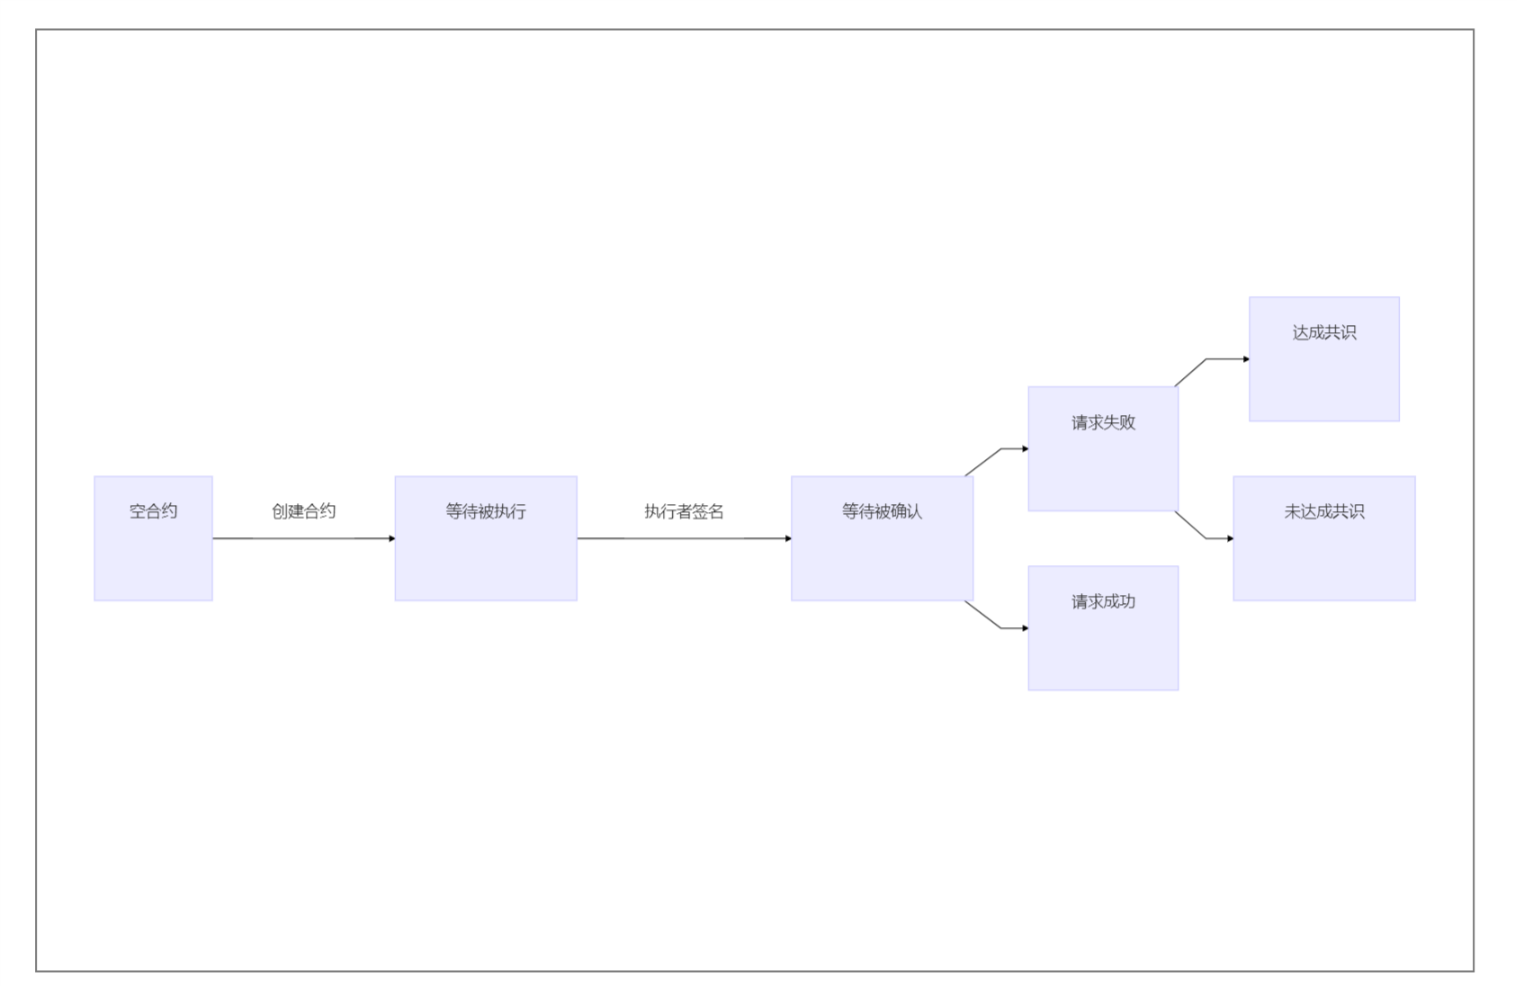 空合约
创建合约
等待被执行
执行者签名
等待被确认
请求失败
请求成功
达成共识
未达成共识